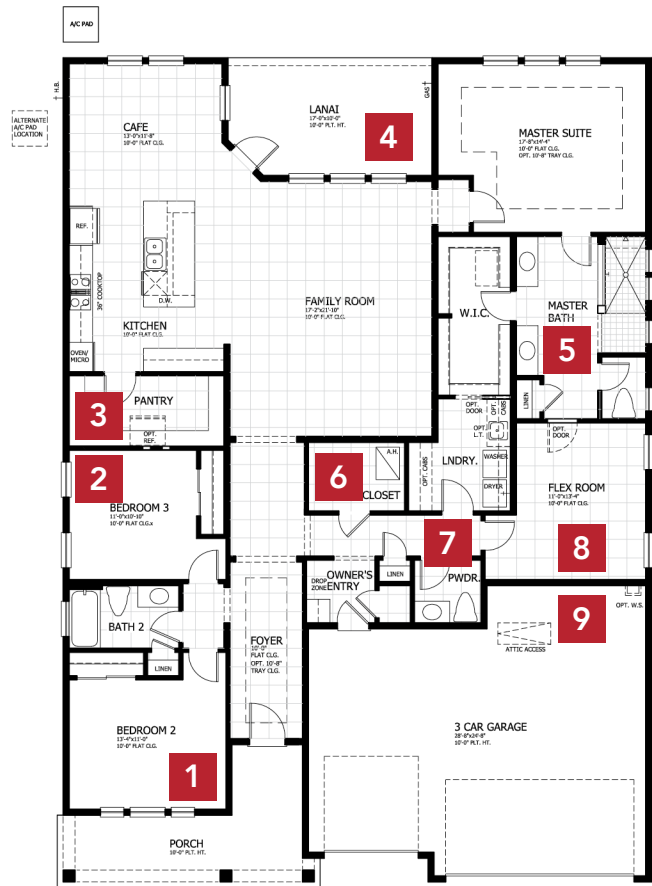 A/C PAD
H.B.
ALTERNATE
A/C PAD
LOCATION
CAFE
13'-0"x11'-8"
10'-0" FLAT CLG.
LANAI
17'-0"x10'-0"
10'-0" PLT. HT.
GAS
4
MASTER SUITE
17'-8"x14'-4"
10'-0" FLAT CLG.
OPT. 10'-8" TRAY CLG.
REF.
36" COOKTOP
D.W.
OVEN/
MICRO
KITCHEN
10'-0" FLAT CLG.
FAMILY ROOM
17'-2"x21'-10"
10'-0" FLAT CLG.
W.I.C.
MASTER
BATH
5
LINEN
3
PANTRY
OPT.
REF.
OPT.
DOOR
OPT.
CABS
OPT.
L.T.
OPT. CABS
LNDRY.
WASHER
DRYER
OPT.
DOOR
2
BEDROOM 3
11'-0"x10'-10"
10'-0" FLAT CLG.x
6
A.H.
CLOSET
FLEX ROOM
11'-0"x13'-4"
10'-0" FLAT CLG.
8
7
LINEN
PWDR.
DROP
ZONE
OWNER'S
ENTRY
BATH 2
LINEN
FOYER
10'-0"
FLAT CLG.
OPT. 10'-8"
TRAY CLG.
9
OPT. W.S.
ATTIC ACCESS
BEDROOM 2
13'-4"x11'-0"
10'-0" FLAT CLG.
1
3 CAR GARAGE
28'-8"x24'-8"
10'-0" PLT. HT.
PORCH
10'-0" PLT. HT.